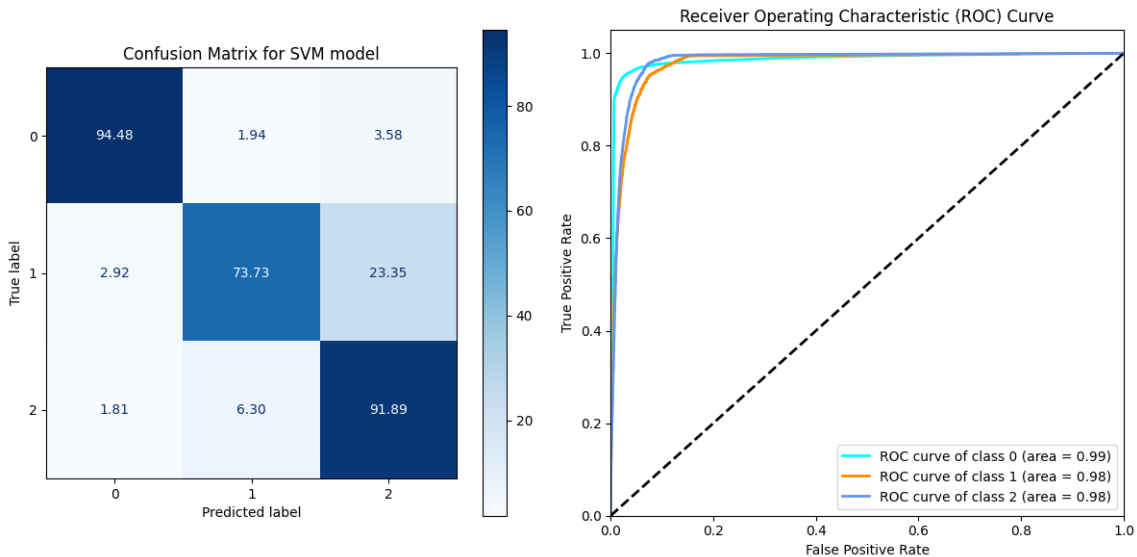 Confusion Matrix for SVM model
True label
0
94.48 1.94 3.58
1
2.92 73.73 23.35
2
1.81 6.30 91.89
0 1 2
Predicted label
80
60
40
20
Receiver Operating Characteristic (ROC) Curve
True Positive Rate
1.0
0.8
0.6
0.4
0.2
0.0
ROC curve of class 0 (area = 0.99)
ROC curve of class 1 (area = 0.98)
ROC curve of class 2 (area = 0.98)
0.0 0.2 0.4 0.6 0.8 1.0
False Positive Rate